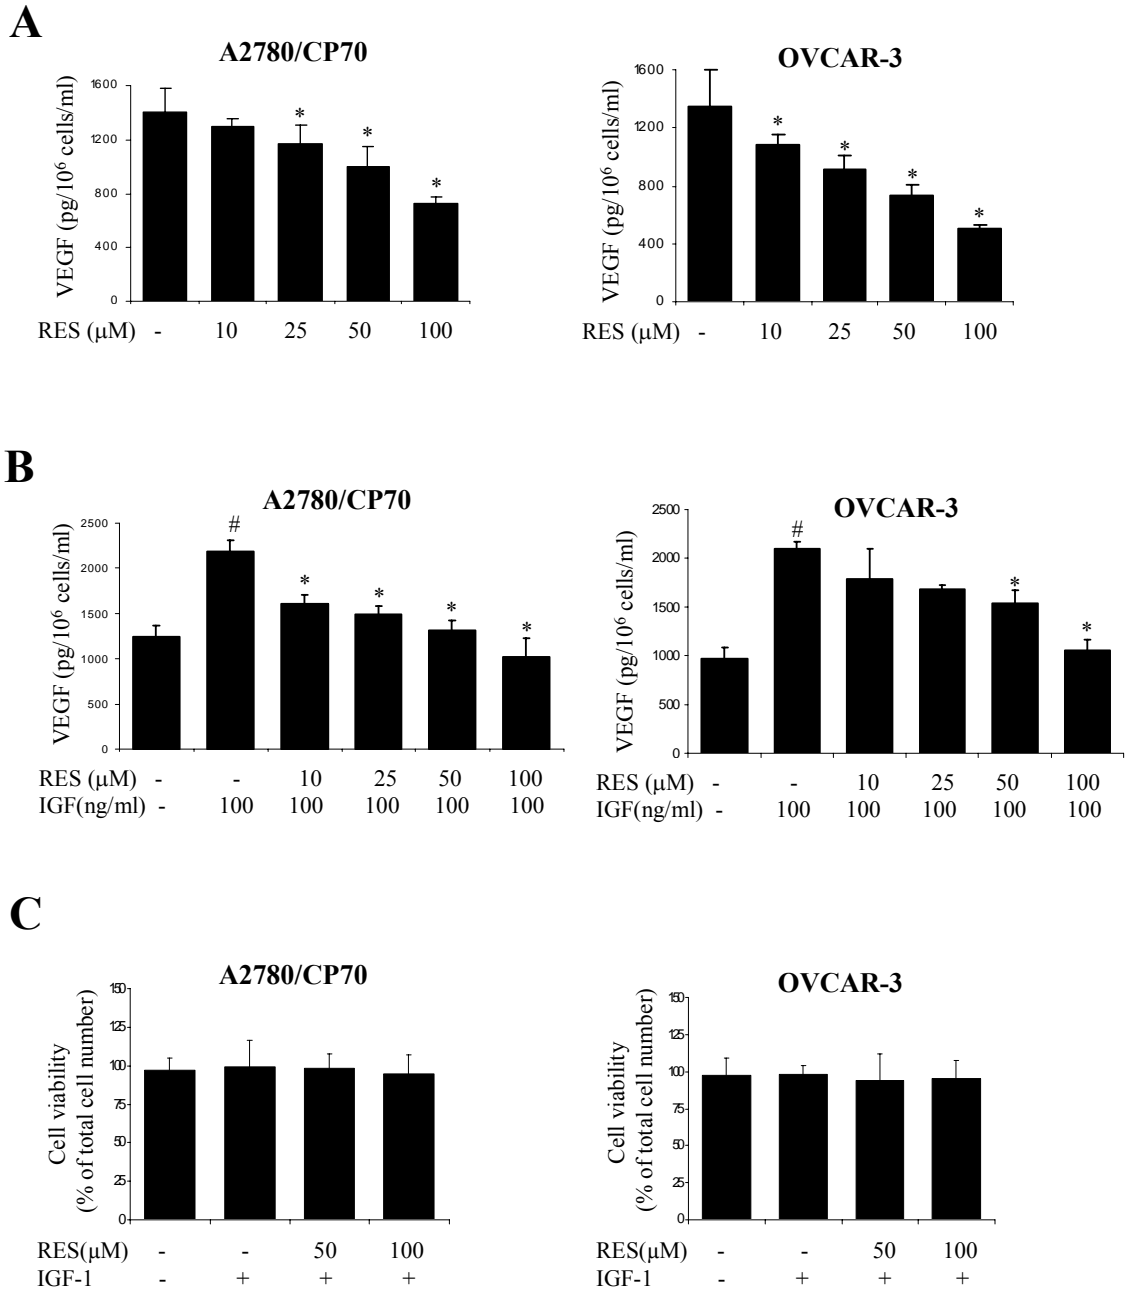 A
A2780/CP70
VEGF (pg/10⁶ cells/ml)
1600
1200
800
400
0
* * *
RES (μM) - 10 25 50 100
OVCAR-3
VEGF (pg/10⁶ cells/ml)
1600
1200
800
400
0
* * * *
RES (μM) - 10 25 50 100
B
A2780/CP70
VEGF (pg/10⁶ cells/ml)
2500
2000
1500
1000
500
0
# * * * *
RES (μM) - - 10 25 50 100
IGF(ng/ml) - 100 100 100 100 100
OVCAR-3
VEGF (pg/10⁶ cells/ml)
2500
2000
1500
1000
500
0
# * *
RES (μM) - - 10 25 50 100
IGF(ng/ml) - 100 100 100 100 100
C
A2780/CP70
Cell viability
(% of total cell number)
150
125
100
75
50
25
0
RES(μM) - - 50 100
IGF-1 - + + +
OVCAR-3
Cell viability
(% of total cell number)
150
125
100
75
50
25
0
RES(μM) - - 50 100
IGF-1 - + + +